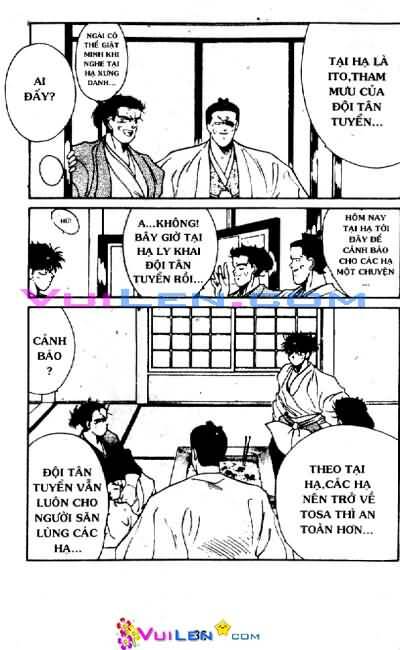 TẠI HẠ LÀ
ITO,THAM
MƯU CỦA
ĐỘI TÂN
TUYỂN...
NGÀI CÓ
THỂ GIẬT
MÌNH KHI
NGHE TẠI
HẠ XƯNG
DANH...
AI
ĐẤY?
HÔM NAY
TẠI HẠ TỚI
ĐÂY ĐỂ
CẢNH BÁO
CHO CÁC HẠ
MỘT CHUYỆN
...
A...KHÔNG!
BÂY GIỜ TẠI
HẠ LY KHAI
ĐỘI TÂN
TUYỂN RỒI...
HỪ!
VUILEN.COM
CẢNH
BÁO
?
THEO TẠI
HẠ,CÁC HẠ
NÊN TRỞ VỀ
TOSA THÌ AN
TOÀN HƠN...
ĐỘI TÂN
TUYỂN VẪN
LUÔN CHO
NGƯỜI SĂN
LÙNG CÁC
HẠ...
VUILEN
VUILEN